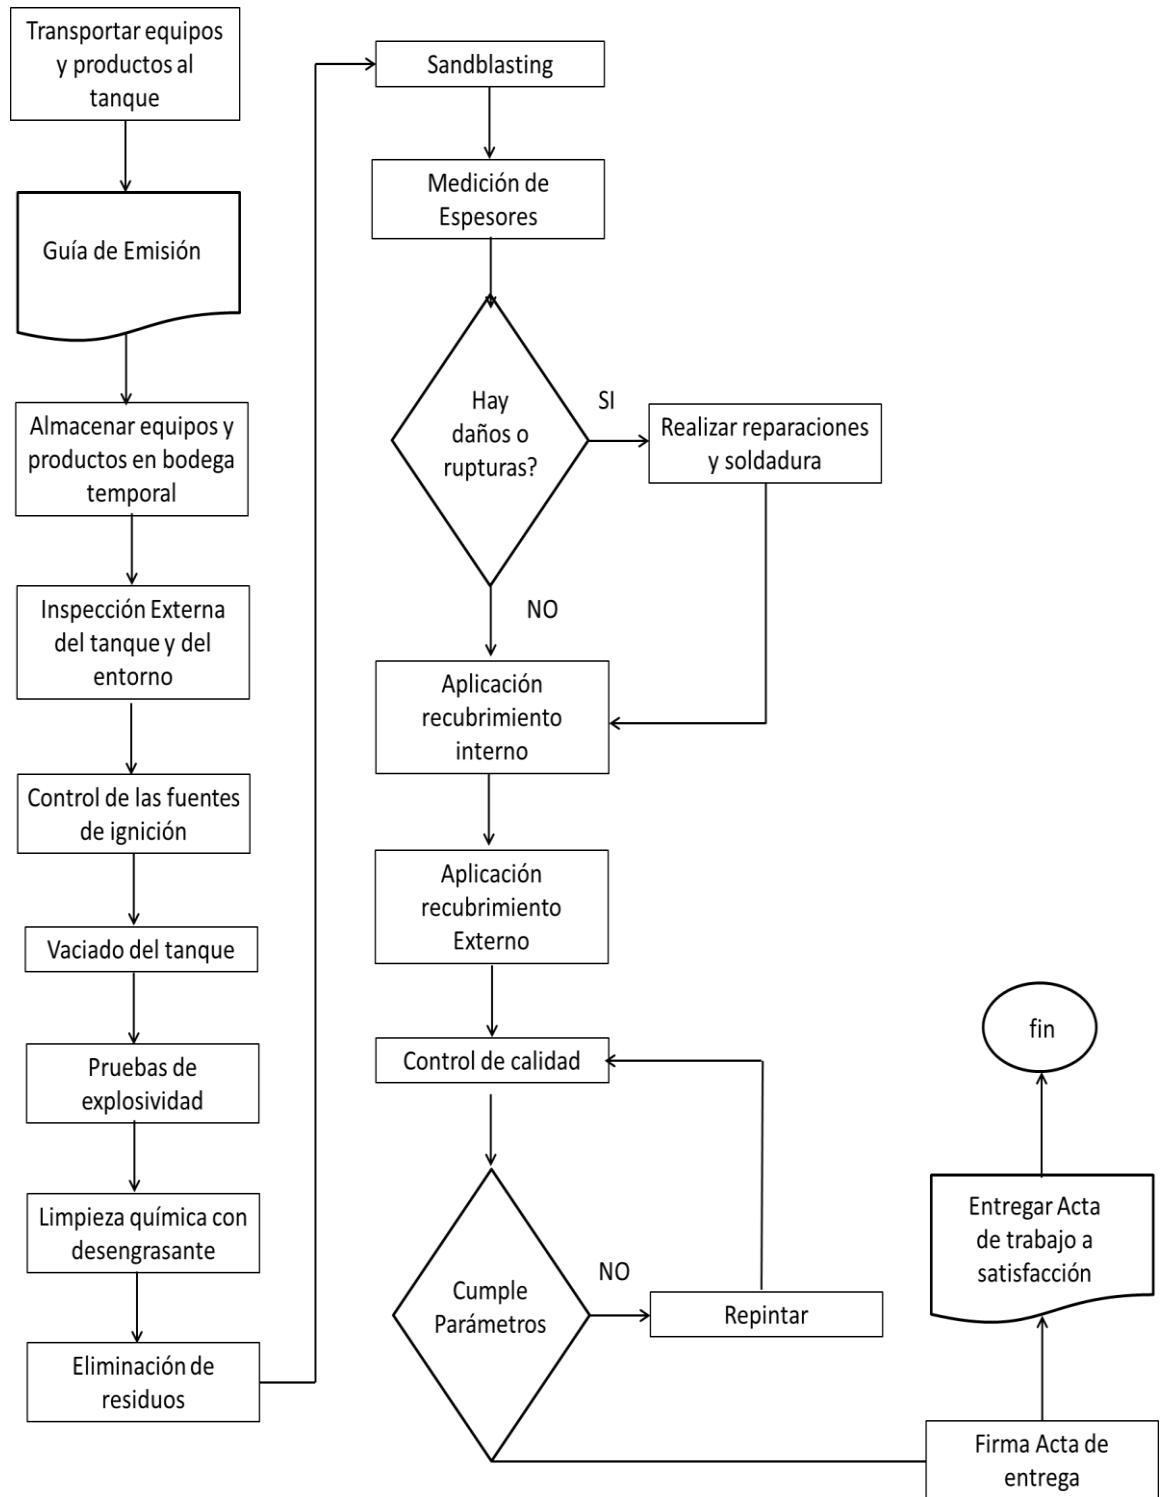 Transportar equipos
y productos al
tanque
Guía de Emisión
Almacenar equipos y
productos en bodega
temporal
Inspección Externa
del tanque y del
entorno
Control de las fuentes
de ignición
Vaciado del tanque
Pruebas de
explosividad
Limpieza química con
desengrasante
Eliminación de
residuos
Sandblasting
Medición de
Espesores
Hay
daños o
rupturas?
SI
Realizar reparaciones
y soldadura
NO
Aplicación
recubrimiento
interno
Aplicación
recubrimiento
Externo
Control de calidad
Cumple
Parámetros
NO
Repintar
Firma Acta de
entrega
Entregar Acta
de trabajo a
satisfacción
fin